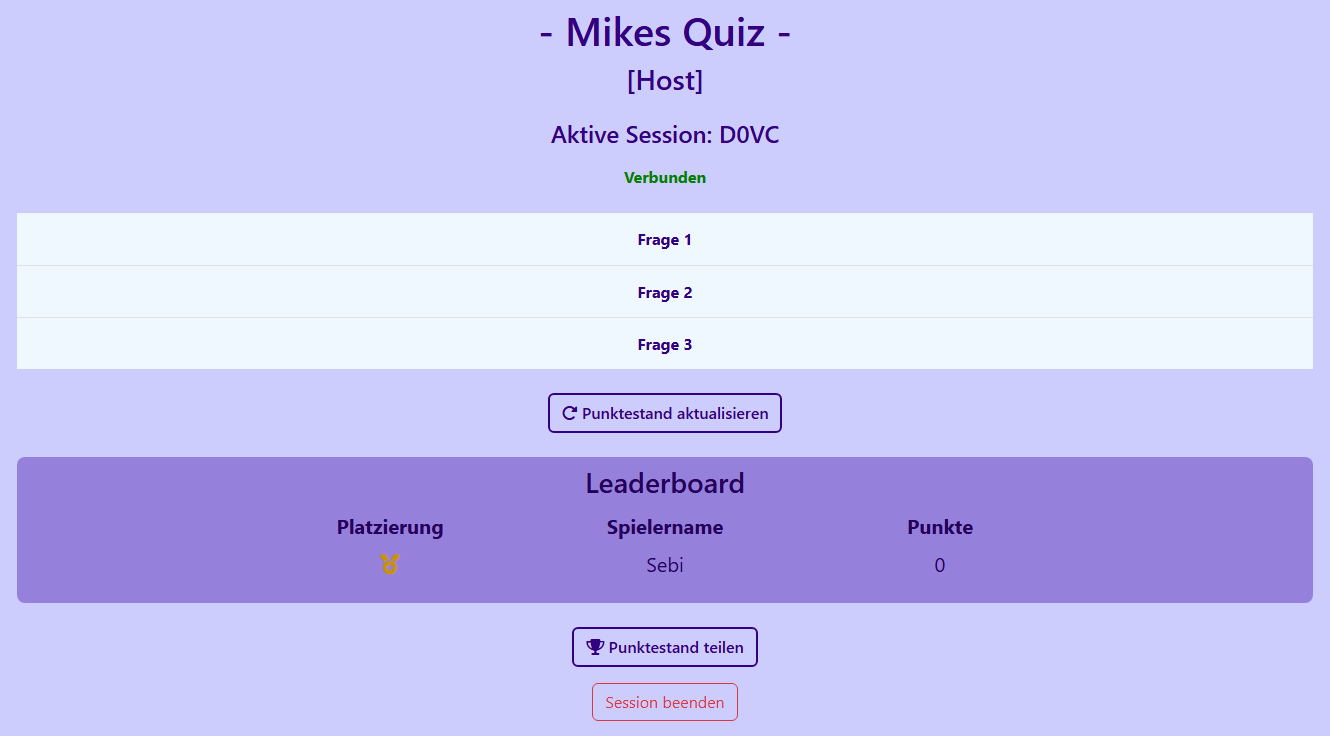 - Mikes Quiz -
[Host]
Aktive Session: D0VC
Verbunden
Frage 1
Frage 2
Frage 3
Punktestand aktualisieren
Leaderboard
Platzierung Spielername Punkte
Sebi 0
Punktestand teilen
Session beenden